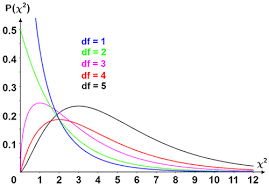 P(χ²)
0.5
df = 1
df = 2
0.4
df = 3
df = 4
0.3
df = 5
0.2
0.1
χ²
0 1 2 3 4 5 6 7 8 9 10 11 12